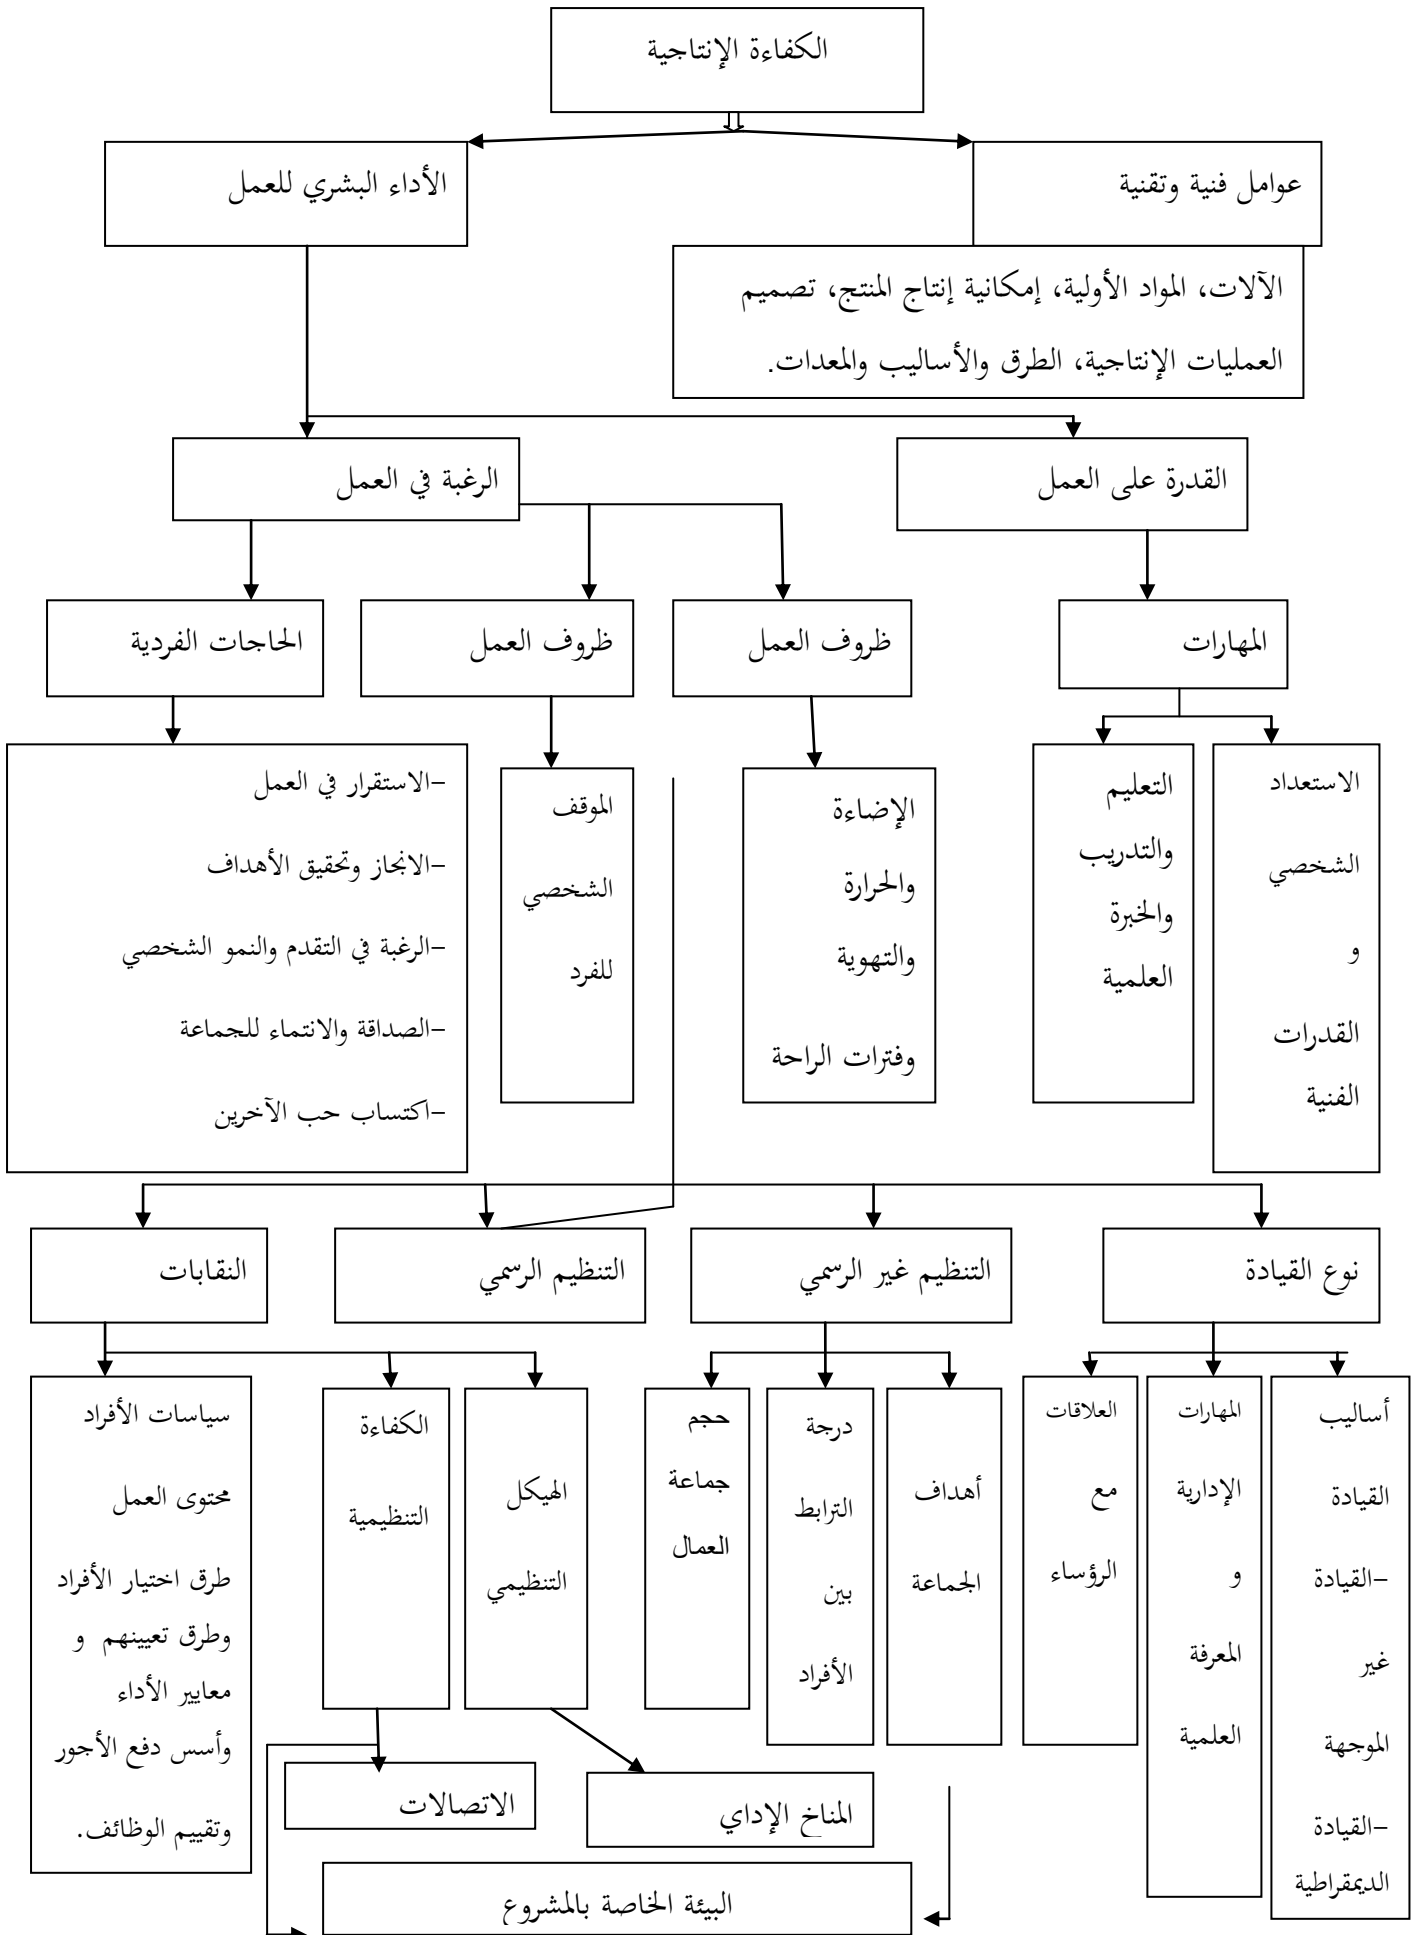 الكفاءة الإنتاجية
عوامل فنية وتقنية
الأداء البشري للعمل
الآلات، المواد الأولية، إمكانية إنتاج المنتج، تصميم
العمليات الإنتاجية، الطرق والأساليب والمعدات.
القدرة على العمل
الرغبة في العمل
المهارات
ظروف العمل
ظروف العمل
الحاجات الفردية
الاستعداد
الشخصي
و
القدرات
الفنية
التعليم
والتدريب
والخبرة
العلمية
الإضاءة
والحرارة
والتهوية
وفترات الراحة
الموقف
الشخصي
للفرد
-الاستقرار في العمل
-الانجاز وتحقيق الأهداف
-الرغبة في التقدم والنمو الشخصي
-الصداقة والانتماء للجماعة
-اكتساب حب الآخرين
نوع القيادة
التنظيم غير الرسمي
التنظيم الرسمي
النقابات
أساليب
القيادة
-القيادة
غير
الموجهة
-القيادة
الديمقراطية
المهارات
الإدارية
و
المعرفة
العلمية
العلاقات
مع
الرؤساء
أهداف
الجماعة
درجة
الترابط
بين
الأفراد
حجم
جماعة
العمال
الهيكل
التنظيمي
الكفاءة
التنظيمية
سياسات الأفراد
محتوى العمل
طرق اختيار الأفراد
وطرق تعيينهم و
معايير الأداء
وأسس دفع الأجور
وتقييم الوظائف.
المناخ الإداي
الاتصالات
البيئة الخاصة بالمشروع